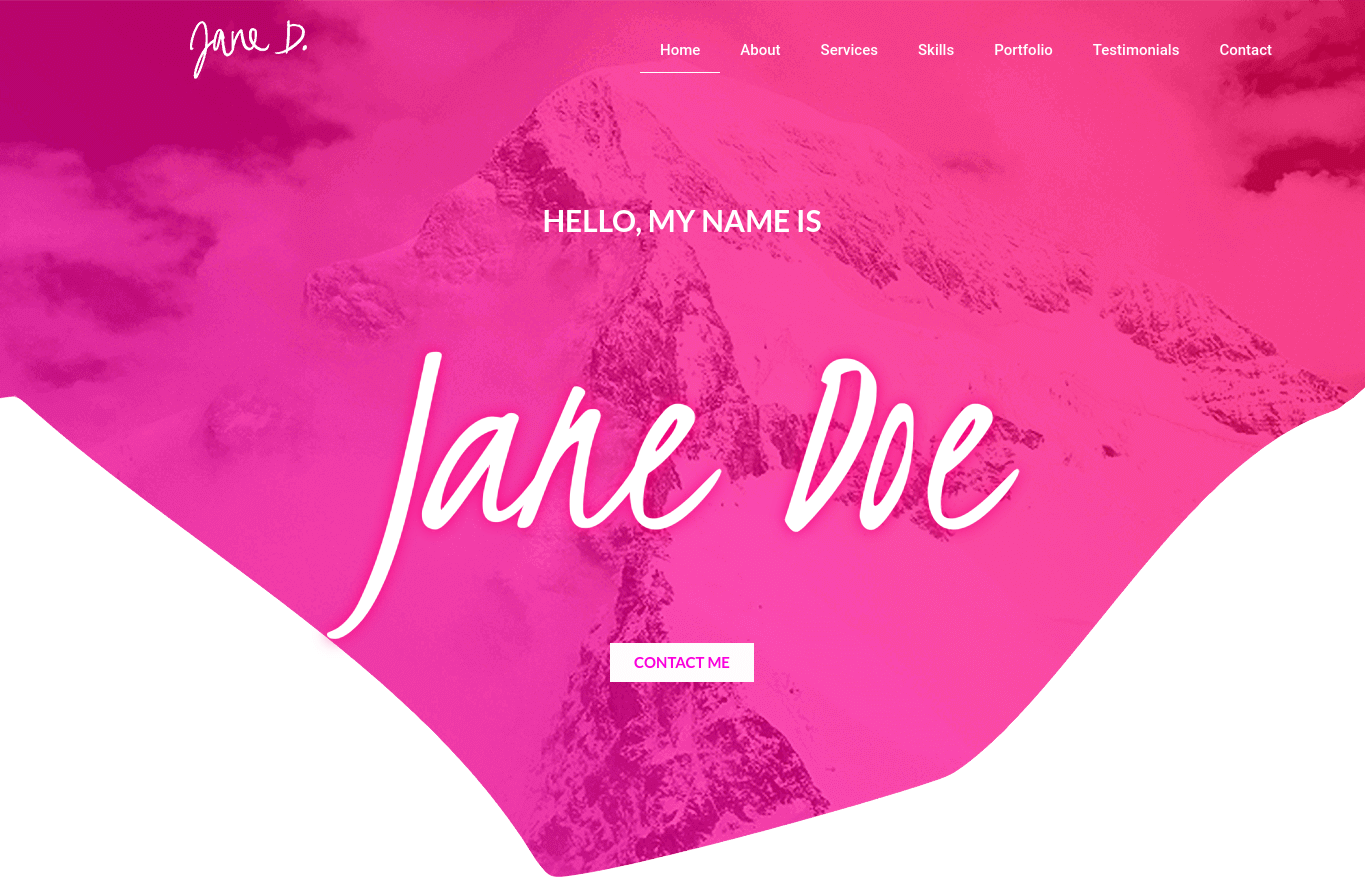 Jane D.
Home About Services Skills Portfolio Testimonials Contact
HELLO, MY NAME IS
Jane Doe
CONTACT ME